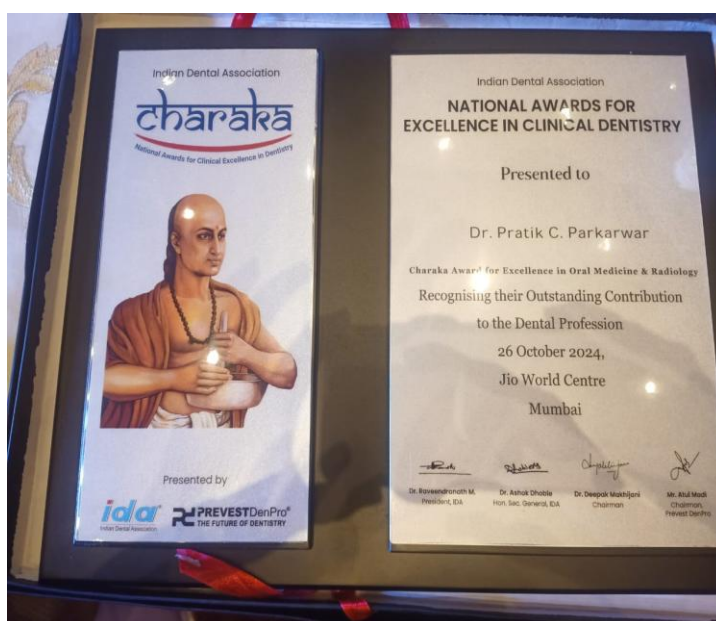 Indian Dental Association
charaka
National Awards for Clinical Excellence in Dentistry
Presented by
ida
Indian Dental Association
PREVESTDenPro®
THE FUTURE OF DENTISTRY
Indian Dental Association
NATIONAL AWARDS FOR
EXCELLENCE IN CLINICAL DENTISTRY
Presented to
Dr. Pratik C. Parkarwar
Charaka Award for Excellence in Oral Medicine & Radiology
Recognising their Outstanding Contribution
to the Dental Profession
26 October 2024,
Jio World Centre
Mumbai
Dr. Raveendranath M.
President, IDA
Dr. Ashok Dhoble
Hon. Sec. General, IDA
Dr. Deepak Makhijani
Chairman
Mr. Atul Modi
Chairman,
Prevest DenPro